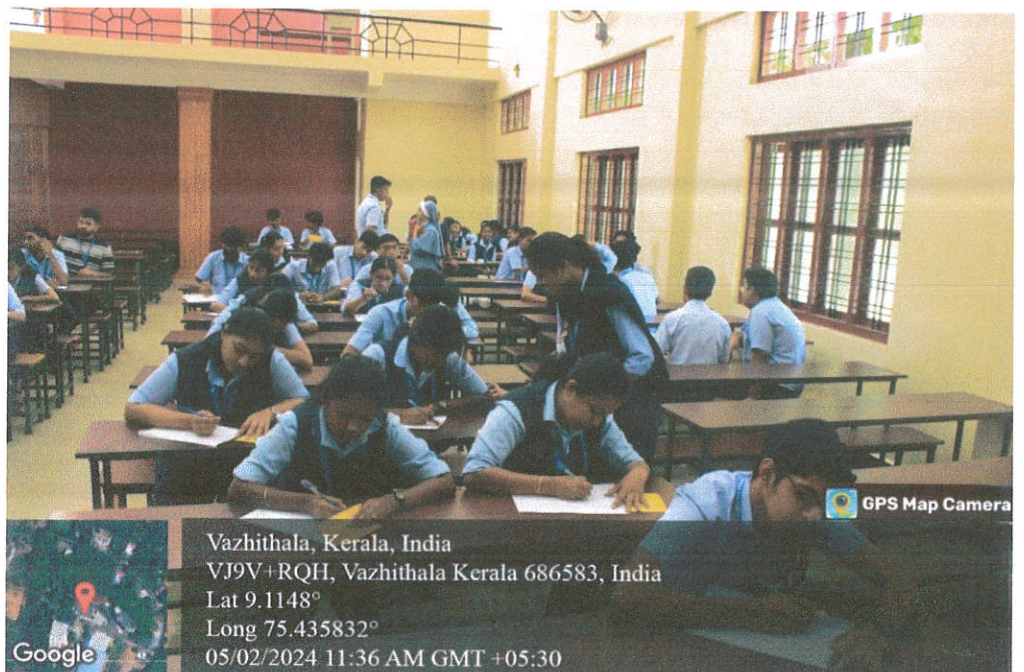 GPS Map Camera
Vazhithala, Kerala, India
VJ9V+RQH, Vazhithala Kerala 686583, India
Lat 9.1148°
Long 75.435832°
05/02/2024 11:36 AM GMT +05:30
Google